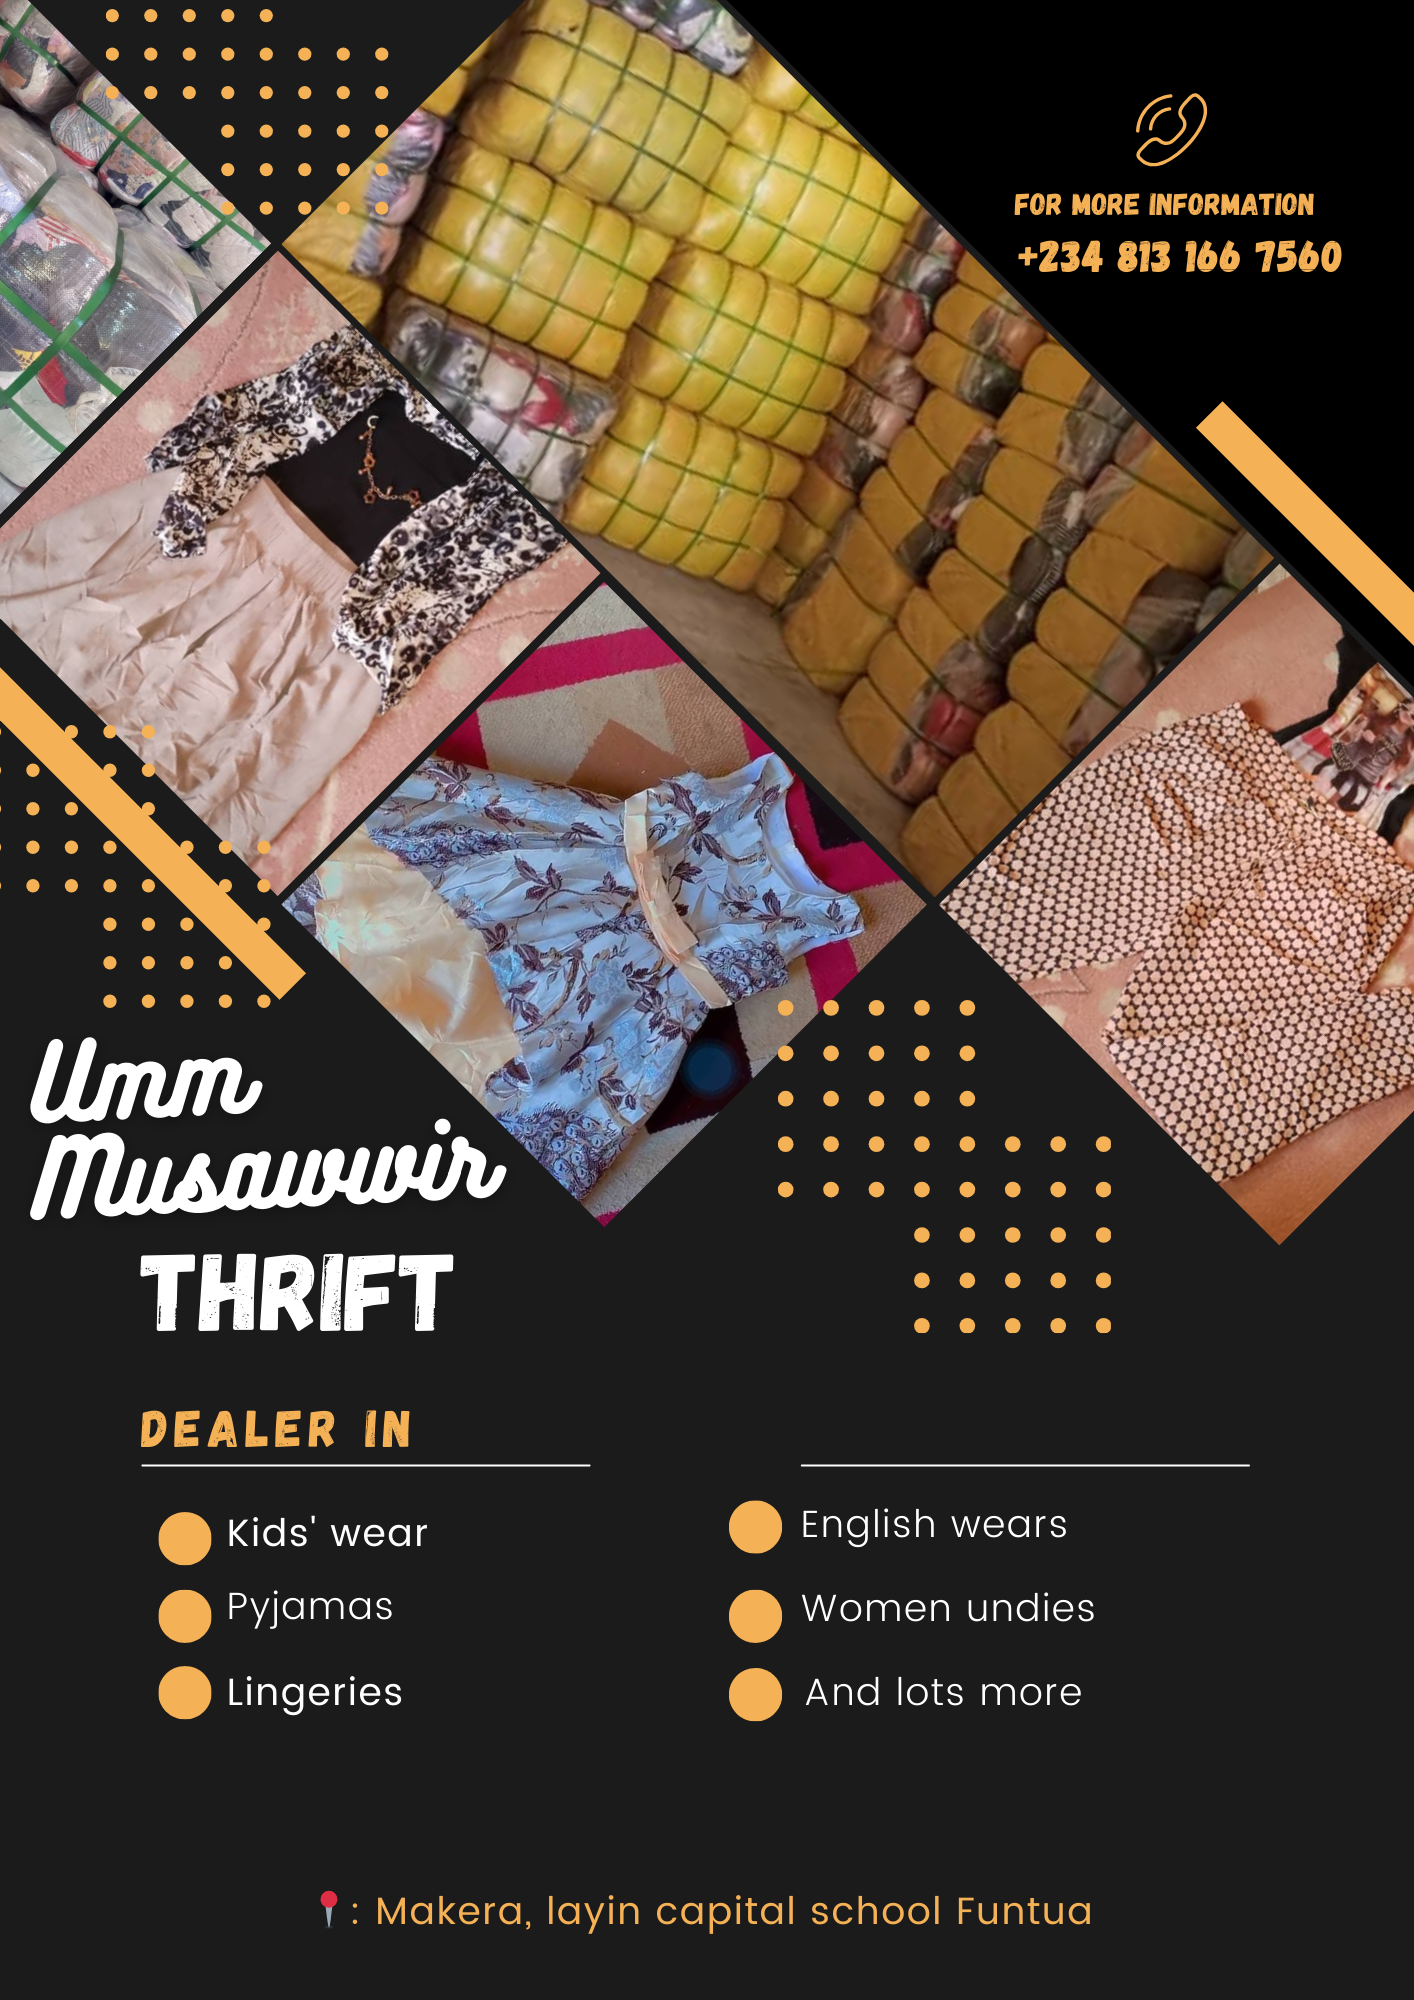 FOR MORE INFORMATION
+234 813 166 7560
Umm
Musawwir
THRIFT
DEALER IN
Kids' wear
Pyjamas
Lingeries
English wears
Women undies
And lots more
📍: Makera, layin capital school Funtua